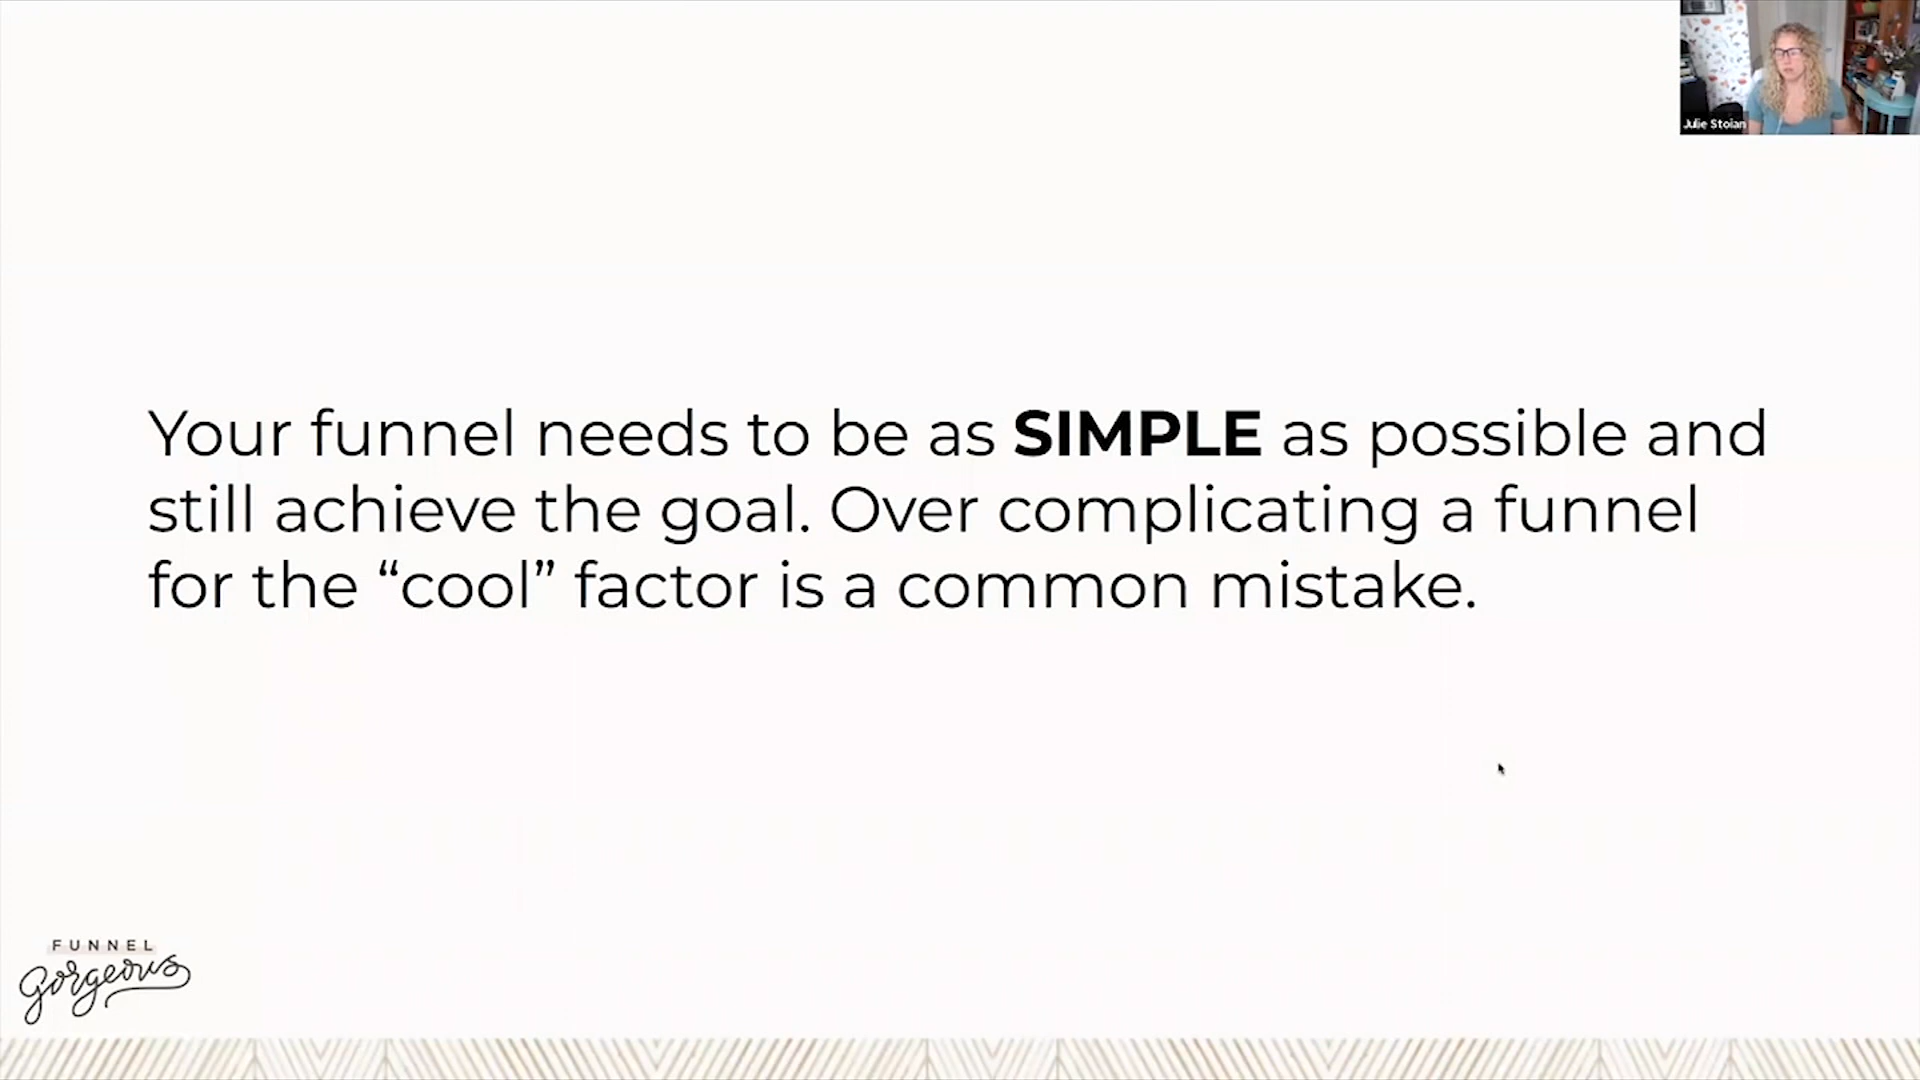 Julie Stoian
Your funnel needs to be as SIMPLE as possible and
still achieve the goal. Over complicating a funnel
for the “cool” factor is a common mistake.
FUNNEL
gorgeous